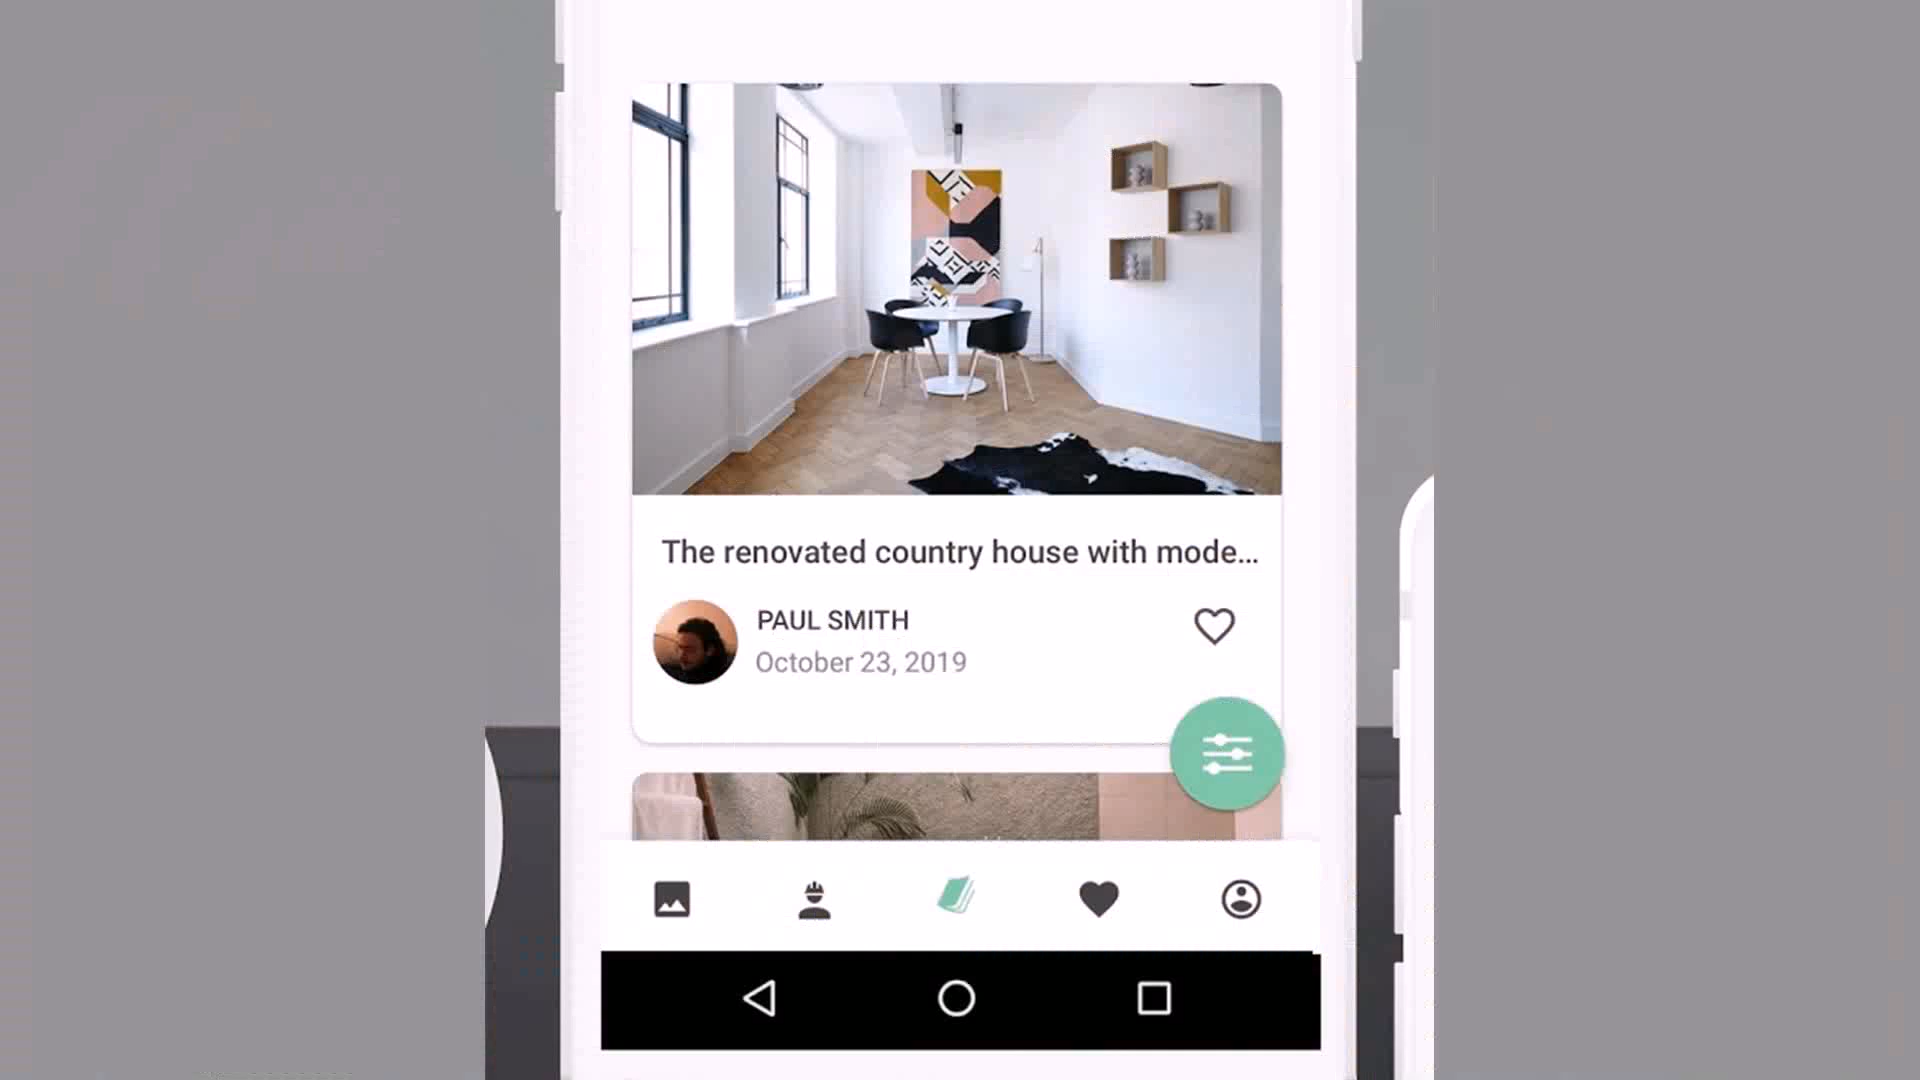 The renovated country house with mode...
PAUL SMITH
October 23, 2019